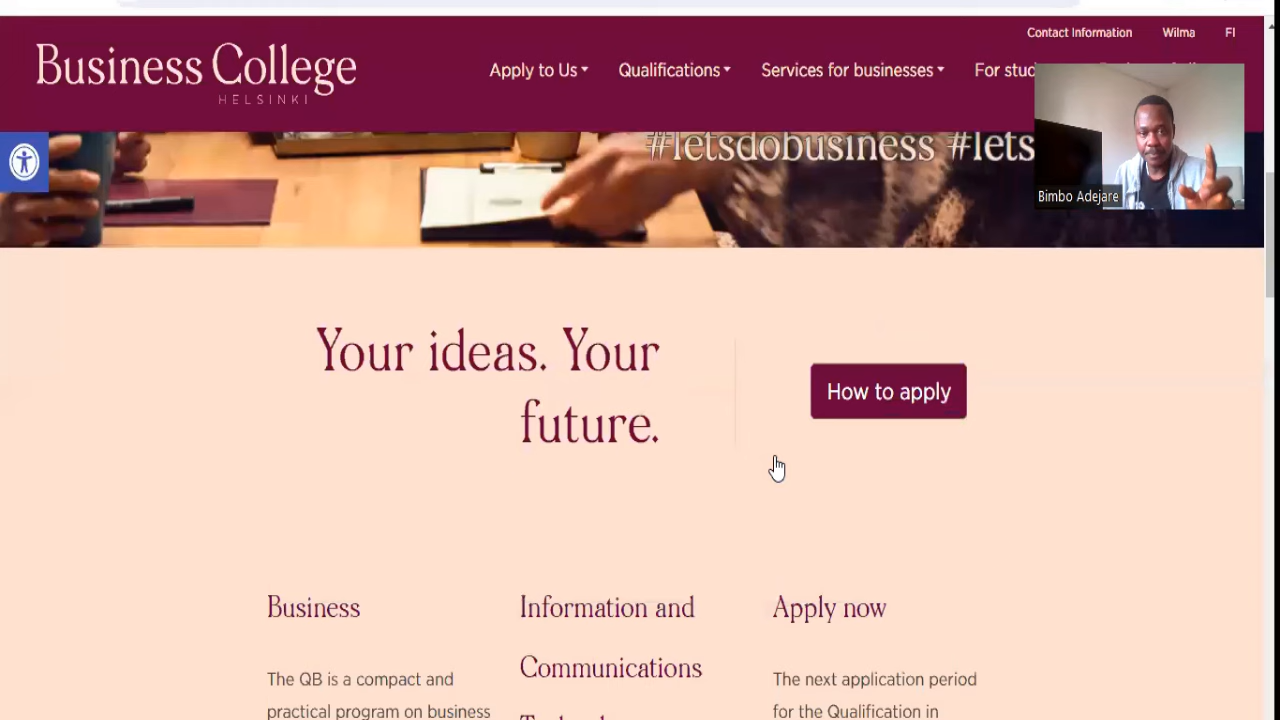 Contact Information Wilma FI
Business College
HELSINKI
Apply to Us Qualifications Services for businesses For
#letsdobusiness
Bimbo Adejare
Your ideas. Your
future.
How to apply
Business
Information and
Communications
Apply now
The QB is a compact and
practical program on business
The next application period
for the Qualification in